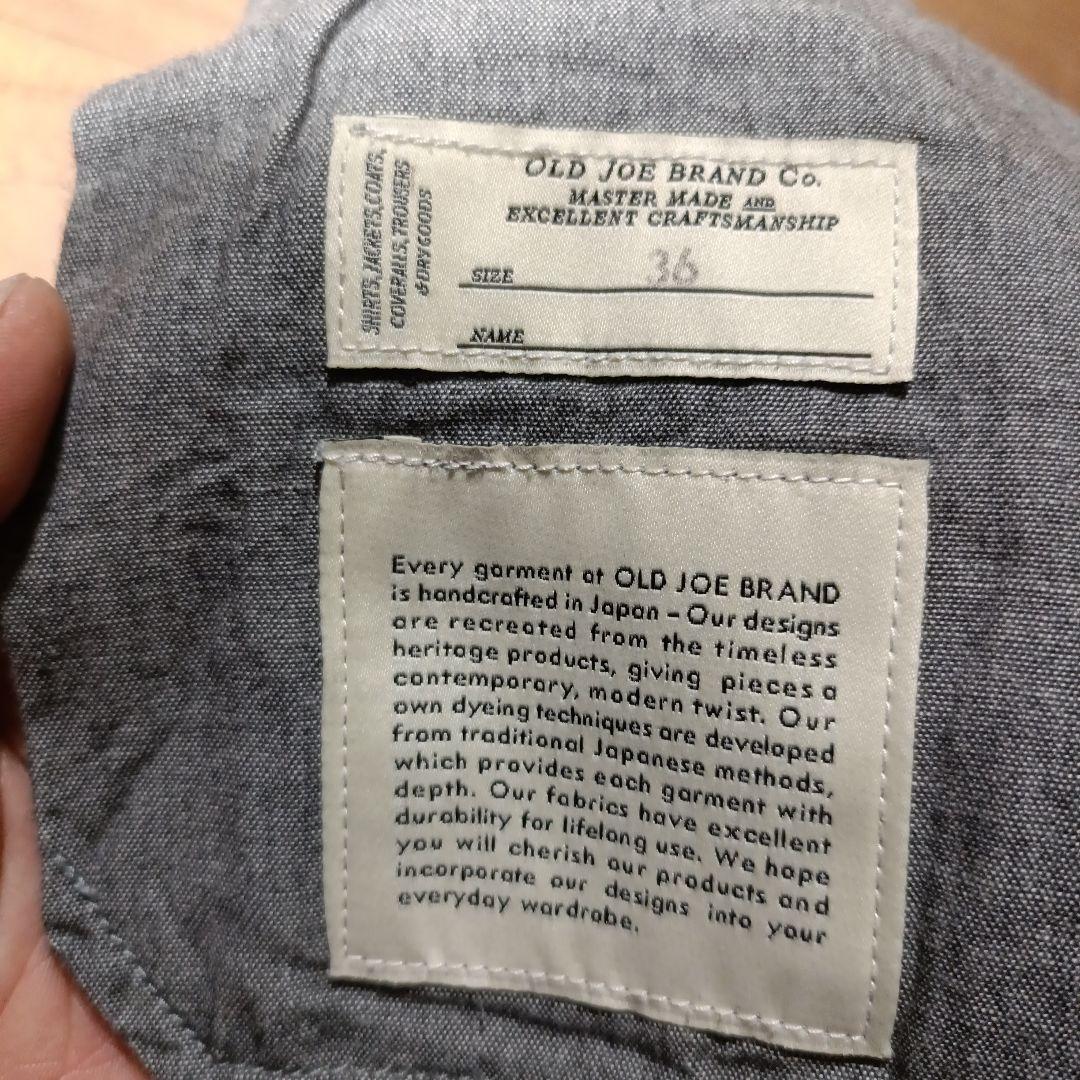 OLD JOE BRAND Co.
MASTER MADE AND
EXCELLENT CRAFTSMANSHIP
SIZE 36
NAME
SHIRTS, JACKETS, COATS,
COVERALLS, TROUSERS
& DRY GOODS
Every garment at OLD JOE BRAND
is handcrafted in Japan – Our designs
are recreated from the timeless
heritage products, giving pieces a
contemporary, modern twist. Our
own dyeing techniques are developed
from traditional Japanese methods,
which provides each garment with
depth. Our fabrics have excellent
durability for lifelong use. We hope
you will cherish our products and
incorporate our designs into your
everyday wardrobe.